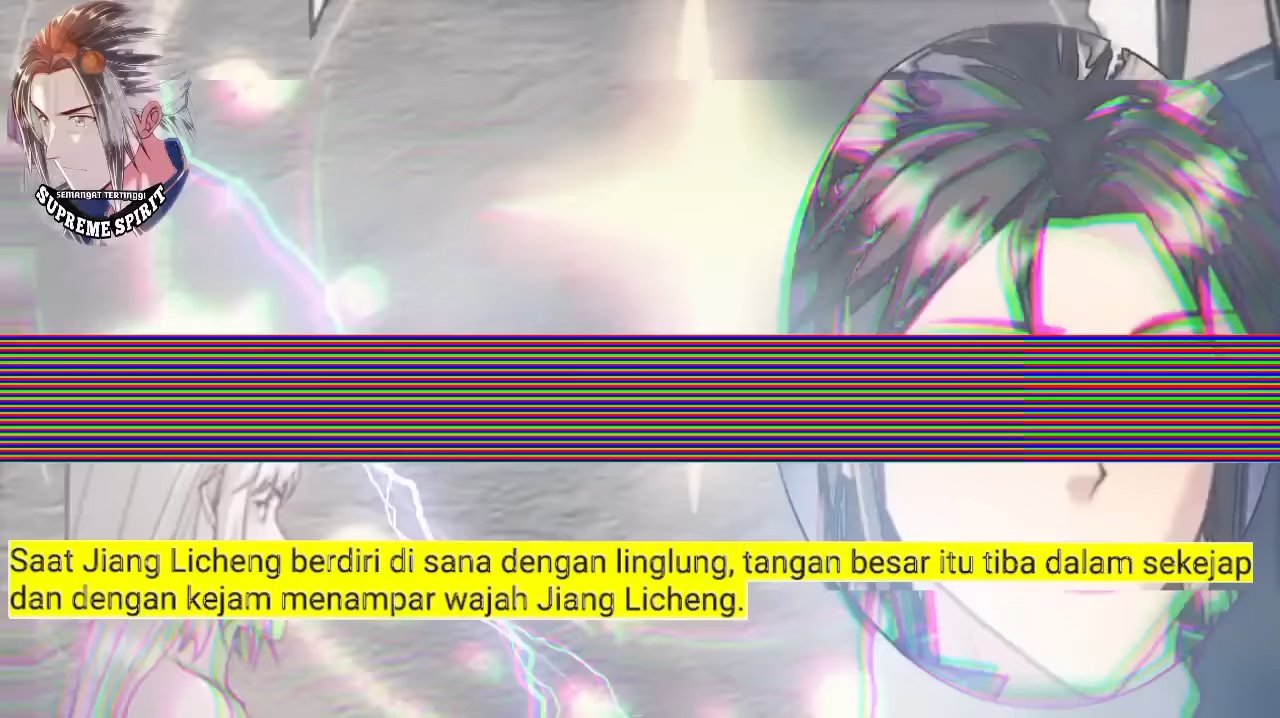 SEMANGAT TERTINGGI
SUPREME SPIRIT
Saat Jiang Licheng berdiri di sana dengan linglung, tangan besar itu tiba dalam sekejap
dan dengan kejam menampar wajah Jiang Licheng.